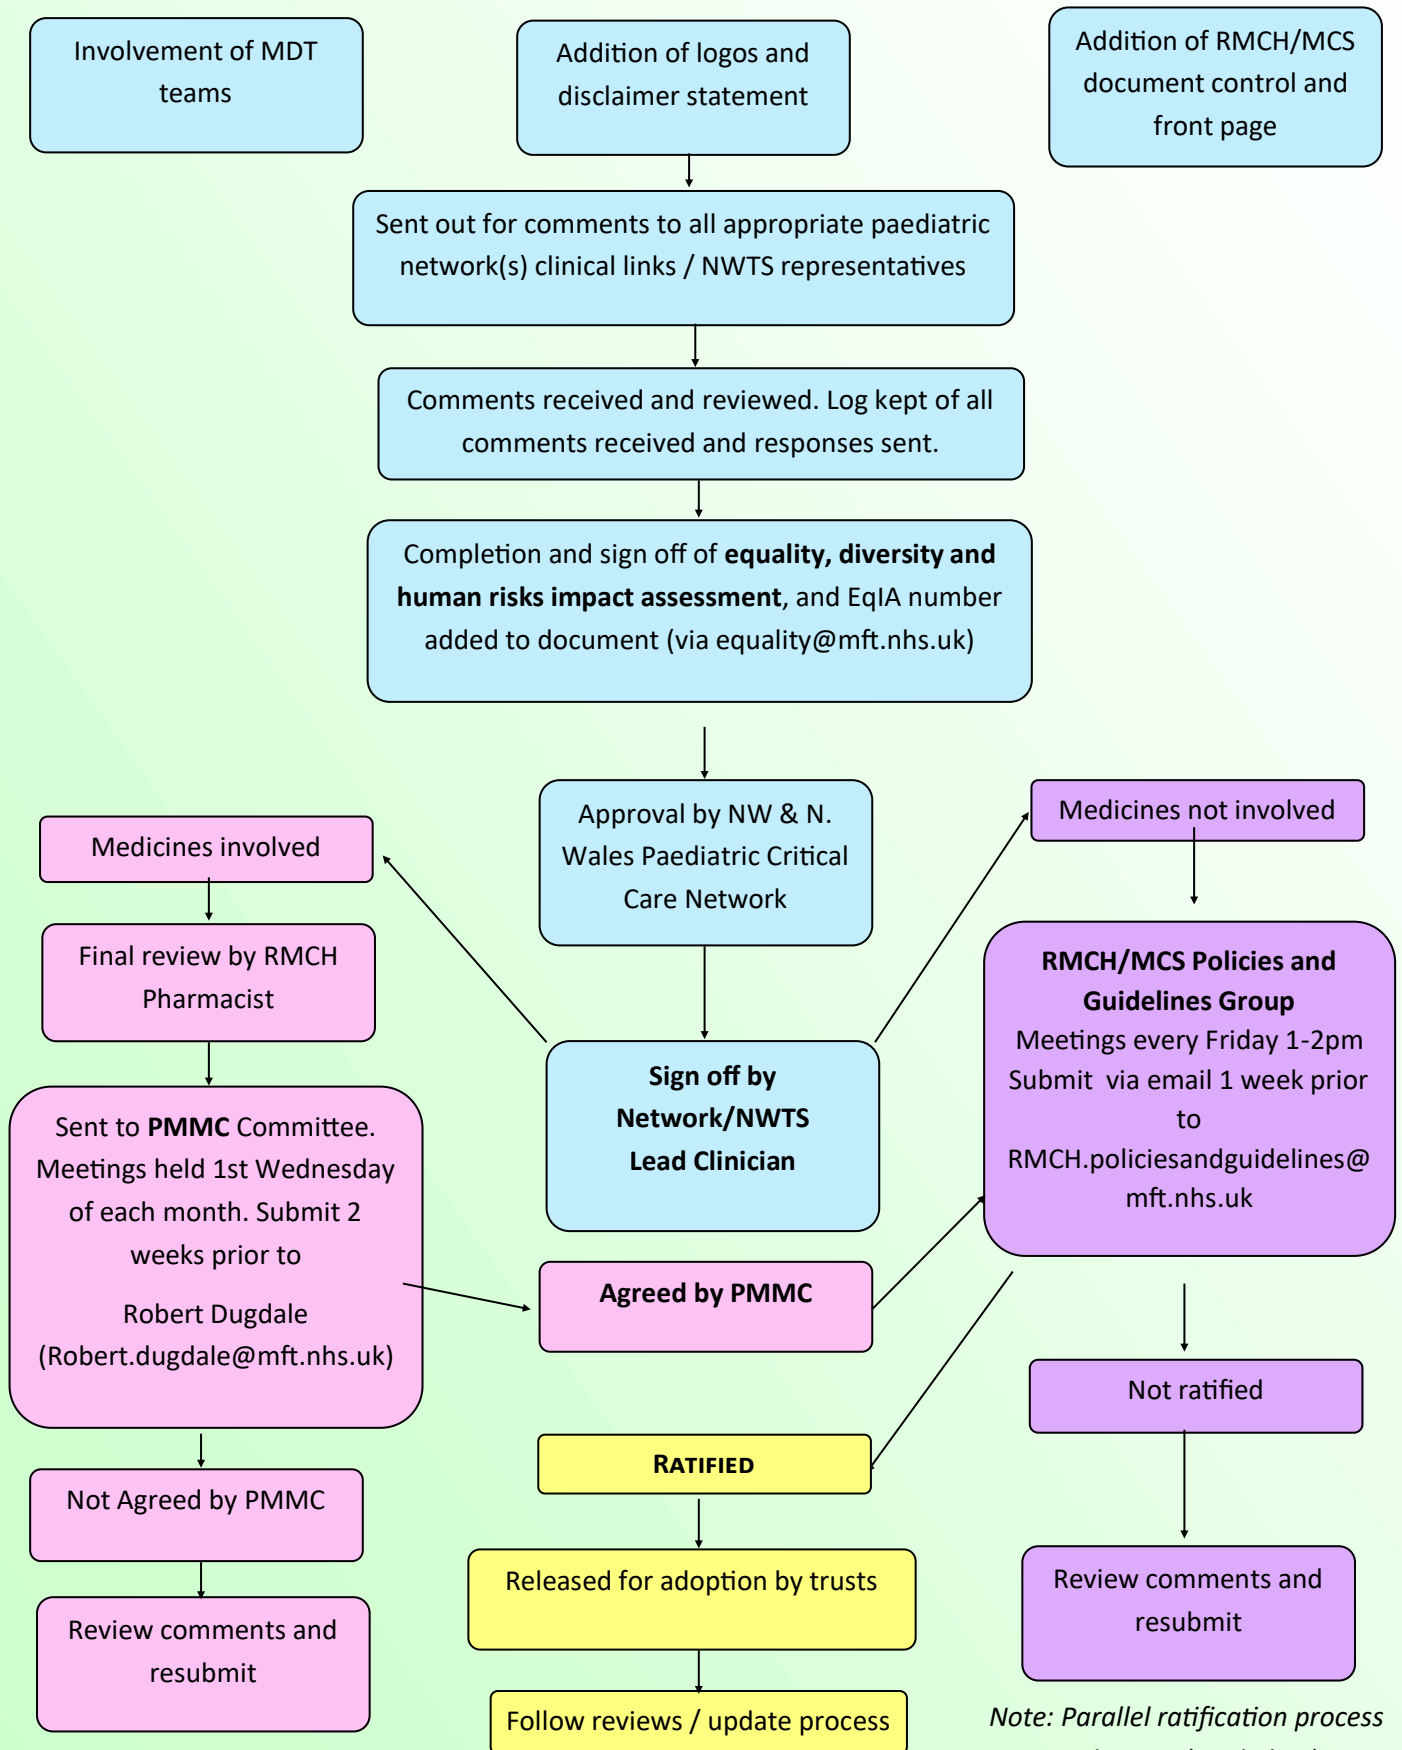 Involvement of MDT
teams
Addition of logos and
disclaimer statement
Addition of RMCH/MCS
document control and
front page
Sent out for comments to all appropriate paediatric
network(s) clinical links / NWTS representatives
Comments received and reviewed. Log kept of all
comments received and responses sent.
Completion and sign off of equality, diversity and
human risks impact assessment, and EqIA number
added to document (via equality@mft.nhs.uk)
Approval by NW & N.
Wales Paediatric Critical
Care Network
Medicines involved
Medicines not involved
Final review by RMCH
Pharmacist
Sign off by
Network/NWTS
Lead Clinician
RMCH/MCS Policies and
Guidelines Group
Meetings every Friday 1-2pm
Submit  via email 1 week prior
to
RMCH.policiesandguidelines@
mft.nhs.uk
Sent to PMMC Committee.
Meetings held 1st Wednesday
of each month. Submit 2
weeks prior to
Robert Dugdale
(Robert.dugdale@mft.nhs.uk)
Agreed by PMMC
Not ratified
RATIFIED
Not Agreed by PMMC
Released for adoption by trusts
Review comments and
resubmit
Review comments and
resubmit
Follow reviews / update process
Note: Parallel ratification process